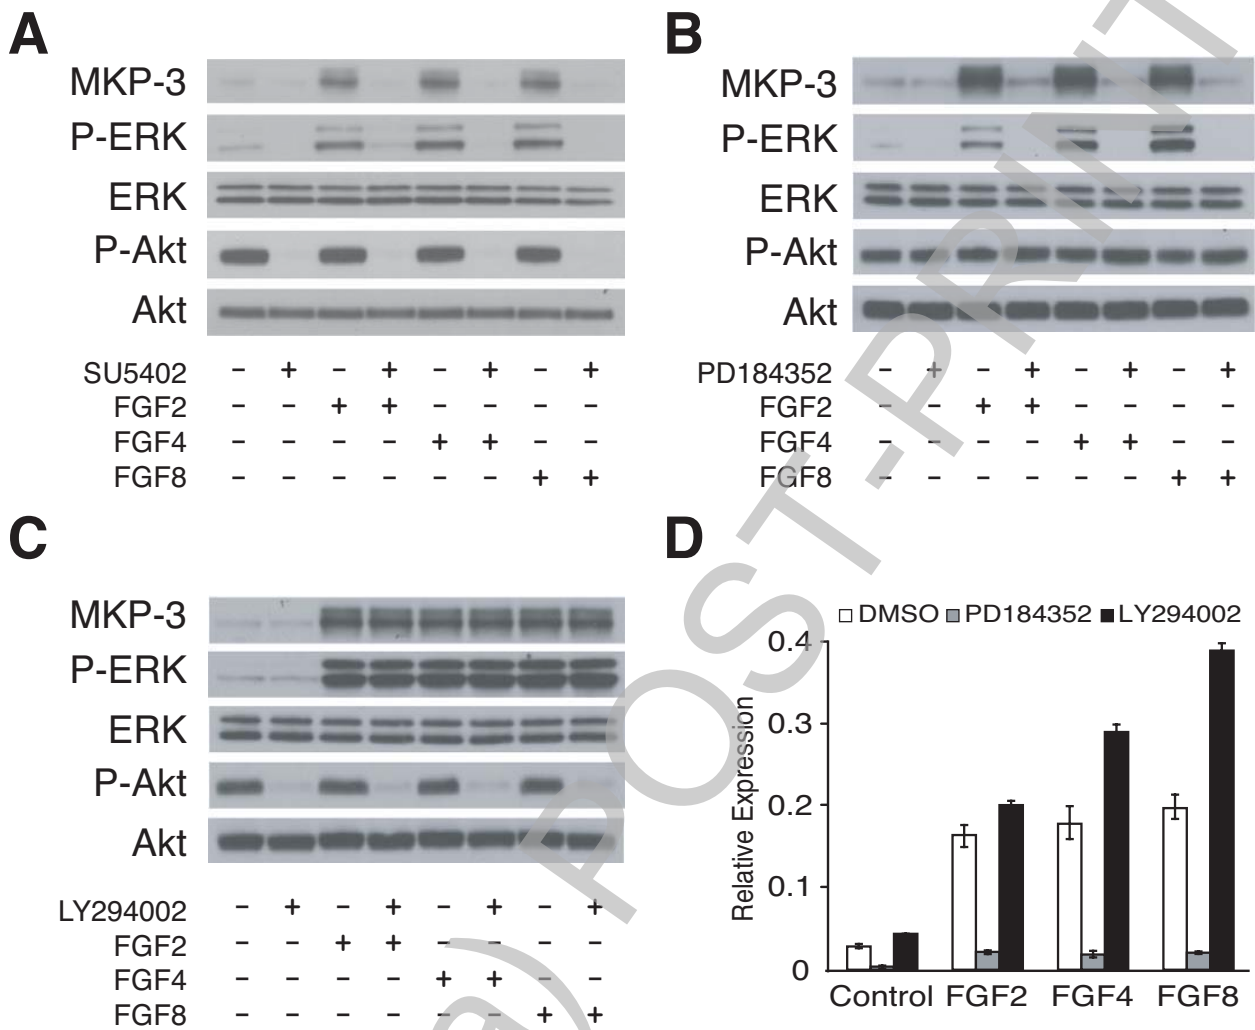 A
MKP-3
P-ERK
ERK
P-Akt
Akt
SU5402 – + – + – + – +
FGF2 – – + + – – – –
FGF4 – – – – + + – –
FGF8 – – – – – – + +
B
MKP-3
P-ERK
ERK
P-Akt
Akt
PD184352 – + – + – + – +
FGF2 – – + + – – – –
FGF4 – – – – + + – –
FGF8 – – – – – – + +
C
MKP-3
P-ERK
ERK
P-Akt
Akt
LY294002 – + – + – + – +
FGF2 – – + + – – – –
FGF4 – – – – + + – –
FGF8 – – – – – – + +
D
DMSO PD184352 LY294002
Relative Expression
0.4
0.3
0.2
0.1
0
Control FGF2 FGF4 FGF8
a) POST-PRINT